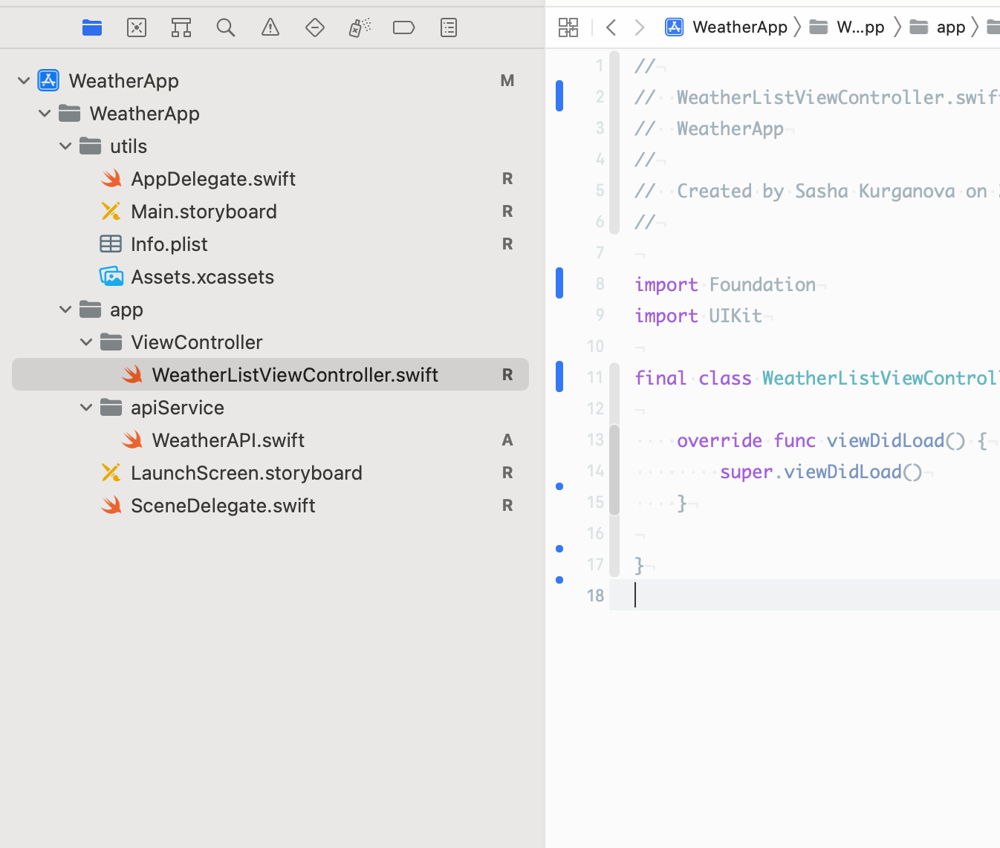 WeatherApp M
WeatherApp
utils
AppDelegate.swift R
Main.storyboard R
Info.plist R
Assets.xcassets
app
ViewController
WeatherListViewController.swift R
apiService
WeatherAPI.swift A
LaunchScreen.storyboard R
SceneDelegate.swift R
WeatherApp W...pp app
1 //
2 // WeatherListViewController.swif
3 // WeatherApp
4 //
5 // Created by Sasha Kurganova on
6 //
7
8 import Foundation
9 import UIKit
10
11 final class WeatherListViewControl
12
13 override func viewDidLoad() {
14 super.viewDidLoad()
15 }
16
17 }
18